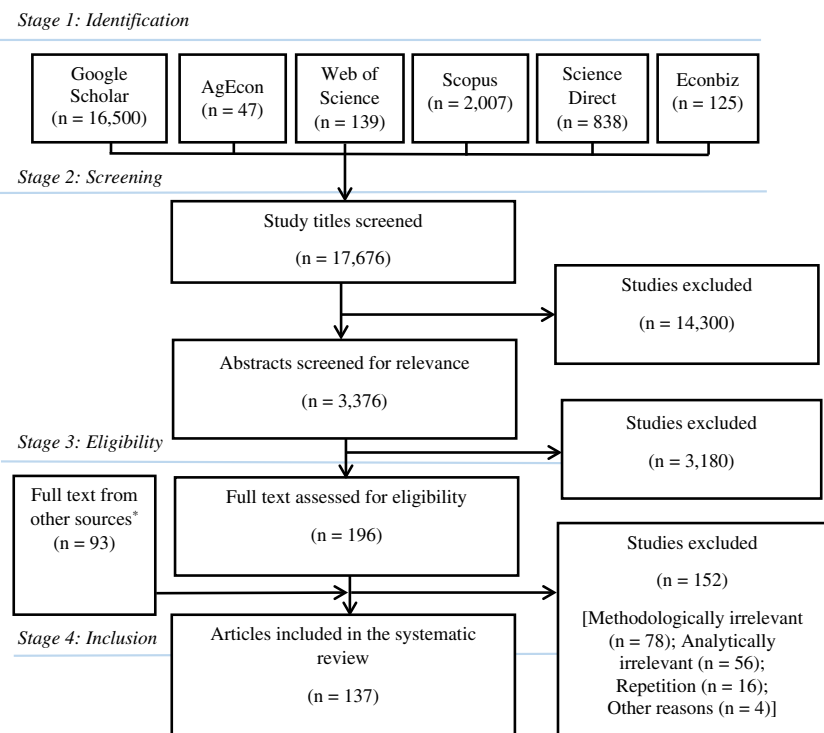 Stage 1: Identification
Google
Scholar
(n = 16,500)
AgEcon
(n = 47)
Web of
Science
(n = 139)
Scopus
(n = 2,007)
Science
Direct
(n = 838)
Econbiz
(n = 125)
Stage 2: Screening
Study titles screened
(n = 17,676)
Studies excluded
(n = 14,300)
Abstracts screened for relevance
(n = 3,376)
Studies excluded
(n = 3,180)
Stage 3: Eligibility
Full text from
other sources*
(n = 93)
Full text assessed for eligibility
(n = 196)
Studies excluded
(n = 152)
[Methodologically irrelevant
(n = 78); Analytically
irrelevant (n = 56);
Repetition (n = 16);
Other reasons (n = 4)]
Stage 4: Inclusion
Articles included in the systematic
review
(n = 137)